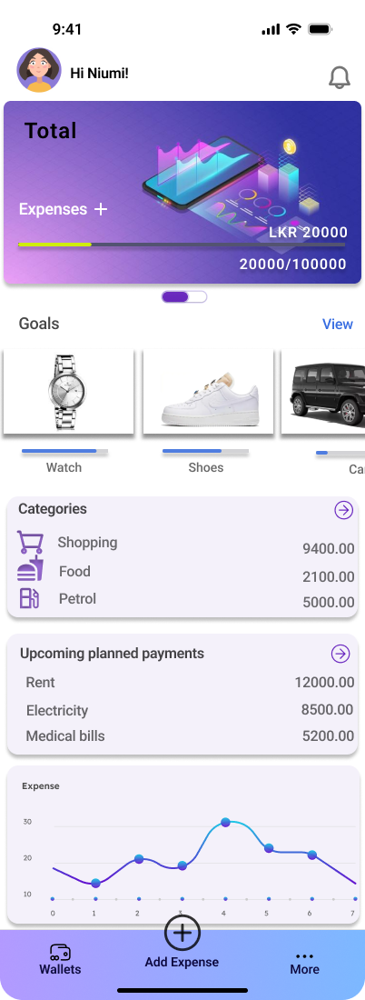 9:41
Hi Niumi!
Total
Expenses +
LKR 20000
20000/100000
Goals View
Watch Shoes Ca
Categories
Shopping 9400.00
Food 2100.00
Petrol 5000.00
Upcoming planned payments
Rent 12000.00
Electricity 8500.00
Medical bills 5200.00
Expense
30
20
10
0 1 2 3 4 5 6 7
Wallets Add Expense More